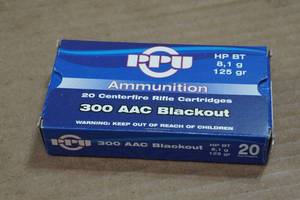 PPU
HP BT
8,1 g
125 gr
Ammunition
20 Centerfire Rifle Cartridges
300 AAC Blackout
WARNING: KEEP OUT OF REACH OF CHILDREN
PPU
300 AAC Blackout
HP BT
8,1 g
125 gr
20